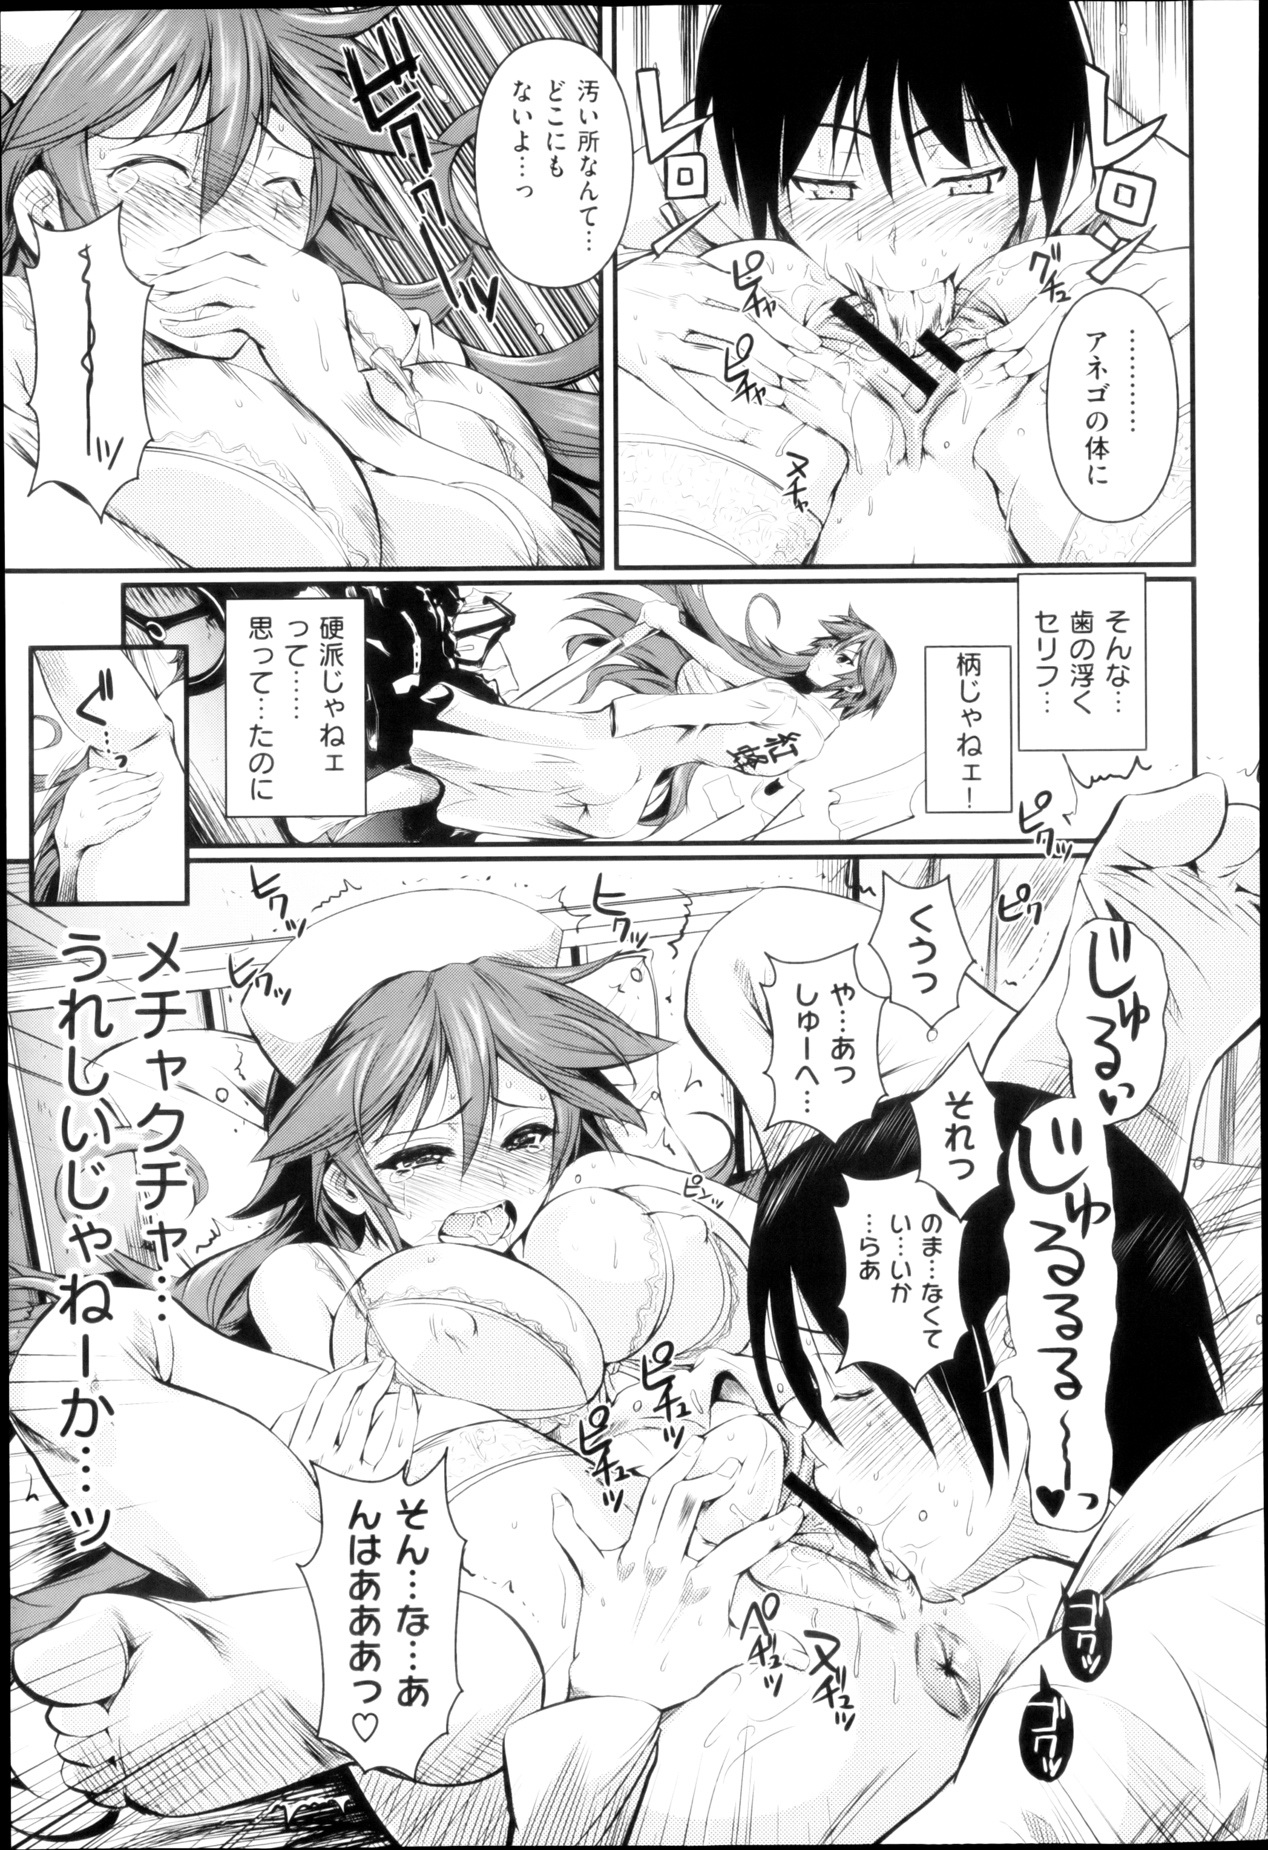 …………
アネゴの体に
汚い所なんて…
どこにも
ないよ…っ
レロ
レロン
ピチャ
ピチャ
グチュ
ヌチャ
ビクッ
ビクッ
そんな…
歯の浮く
セリフ…
柄じゃねェ！
硬派じゃねェ
って……
思って…たのに
ぐ…っ
ピクッ
ピクッ
くうっ
や…あっ
しゅーへ…
それっ
のま…なくて
い…いか
…らあ
じゅるぃ♥
じゅるるる～～っ♥
ヒクッ
ヒクッ
ヒクッ
ピンッ
メチャクチャ…
うれしいじゃねーか…ッ
ピチュ
ピチュ
ピチュ
そん…な…あ
んはああああっ♡
ペチュ
ヌチュッ
ゴクッ
ゴクッ